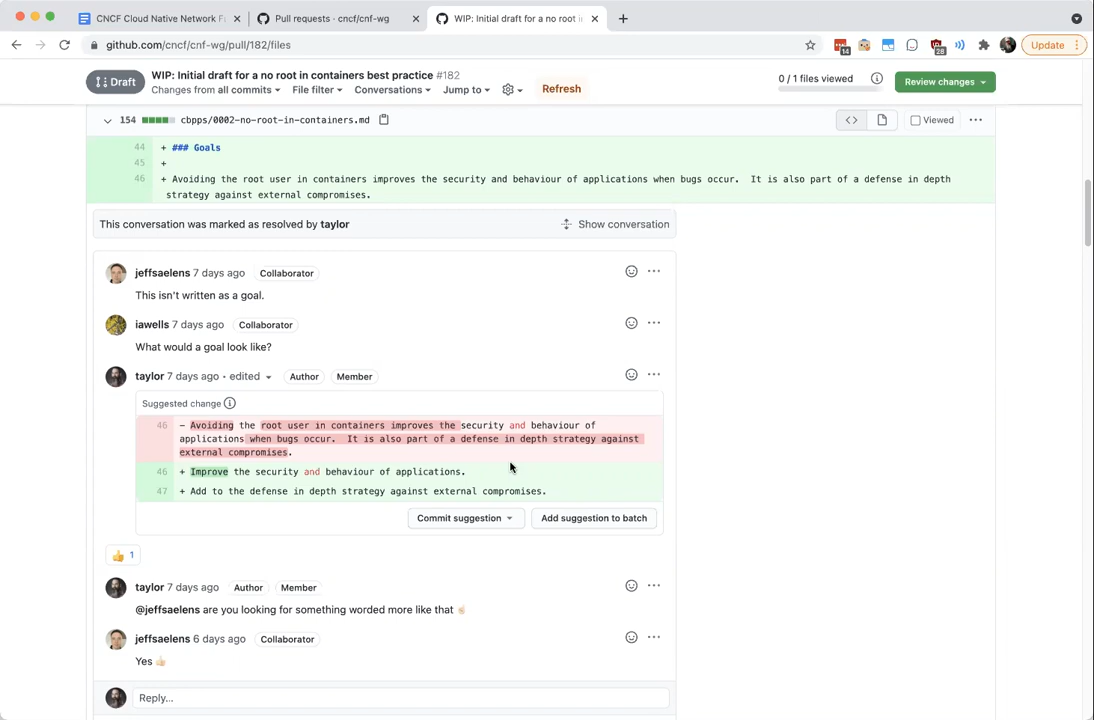 CNCF Cloud Native Network F
Pull requests · cncf/cnf-wg
WIP: Initial draft for a no root i
github.com/cncf/cnf-wg/pull/182/files
14
28
Update
Draft
WIP: Initial draft for a no root in containers best practice #182
Changes from all commits
File filter
Conversations
Jump to
Refresh
0 / 1 files viewed
Review changes
154
cbpps/0002-no-root-in-containers.md
Viewed
44 + ### Goals
45 +
46 + Avoiding the root user in containers improves the security and behaviour of applications when bugs occur.  It is also part of a defense in depth
strategy against external compromises.
This conversation was marked as resolved by taylor
Show conversation
jeffsaelens 7 days ago Collaborator
This isn't written as a goal.
iawells 7 days ago Collaborator
What would a goal look like?
taylor 7 days ago • edited Author Member
Suggested change
46 - Avoiding the root user in containers improves the security and behaviour of
applications when bugs occur.  It is also part of a defense in depth strategy against
external compromises.
46 + Improve the security and behaviour of applications.
47 + Add to the defense in depth strategy against external compromises.
Commit suggestion
Add suggestion to batch
👍 1
taylor 7 days ago Author Member
@jeffsaelens are you looking for something worded more like that ☝🏻
jeffsaelens 6 days ago Collaborator
Yes 👍🏻
Reply...